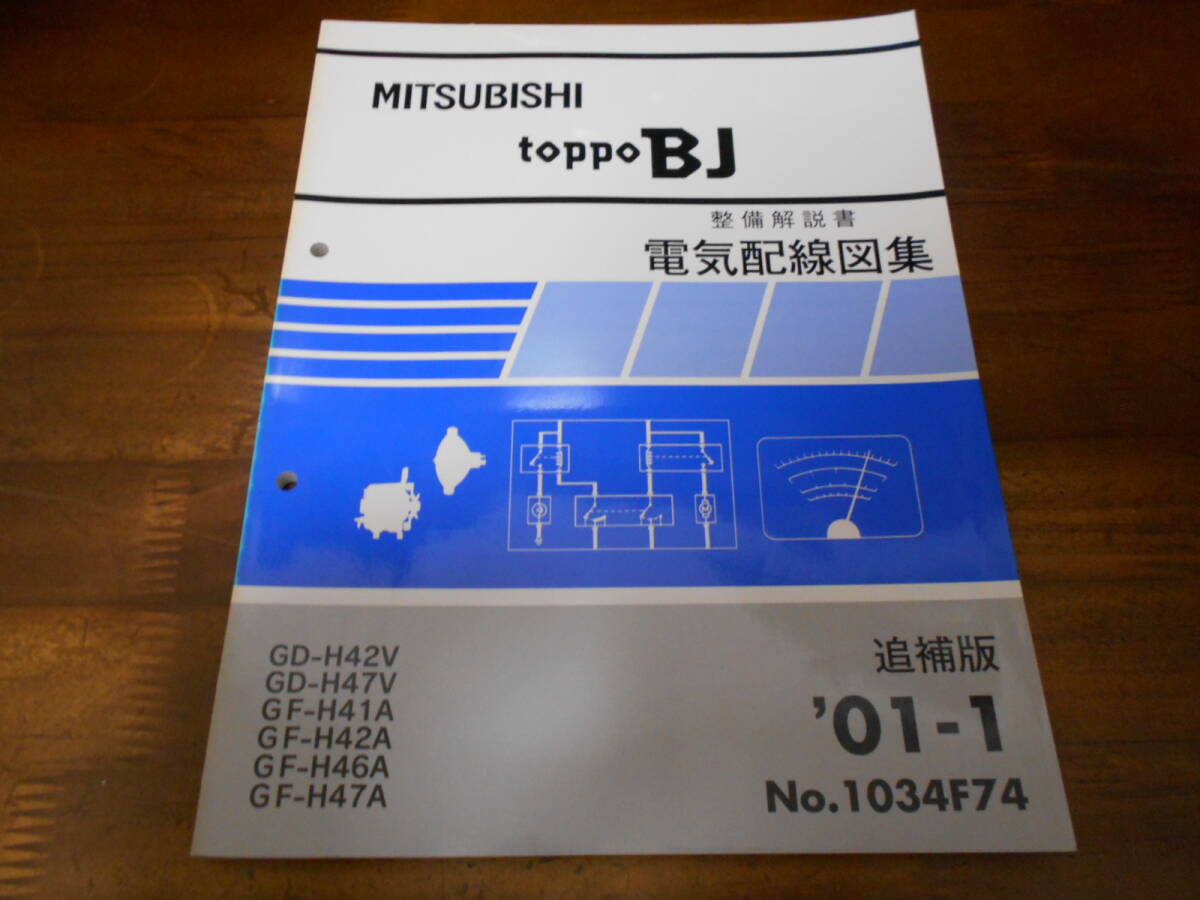 MITSUBISHI
toppo BJ
整備解説書
電気配線図集
GD-H42V
GD-H47V
GF-H41A
GF-H42A
GF-H46A
GF-H47A
追補版
'01-1
No.1034F74